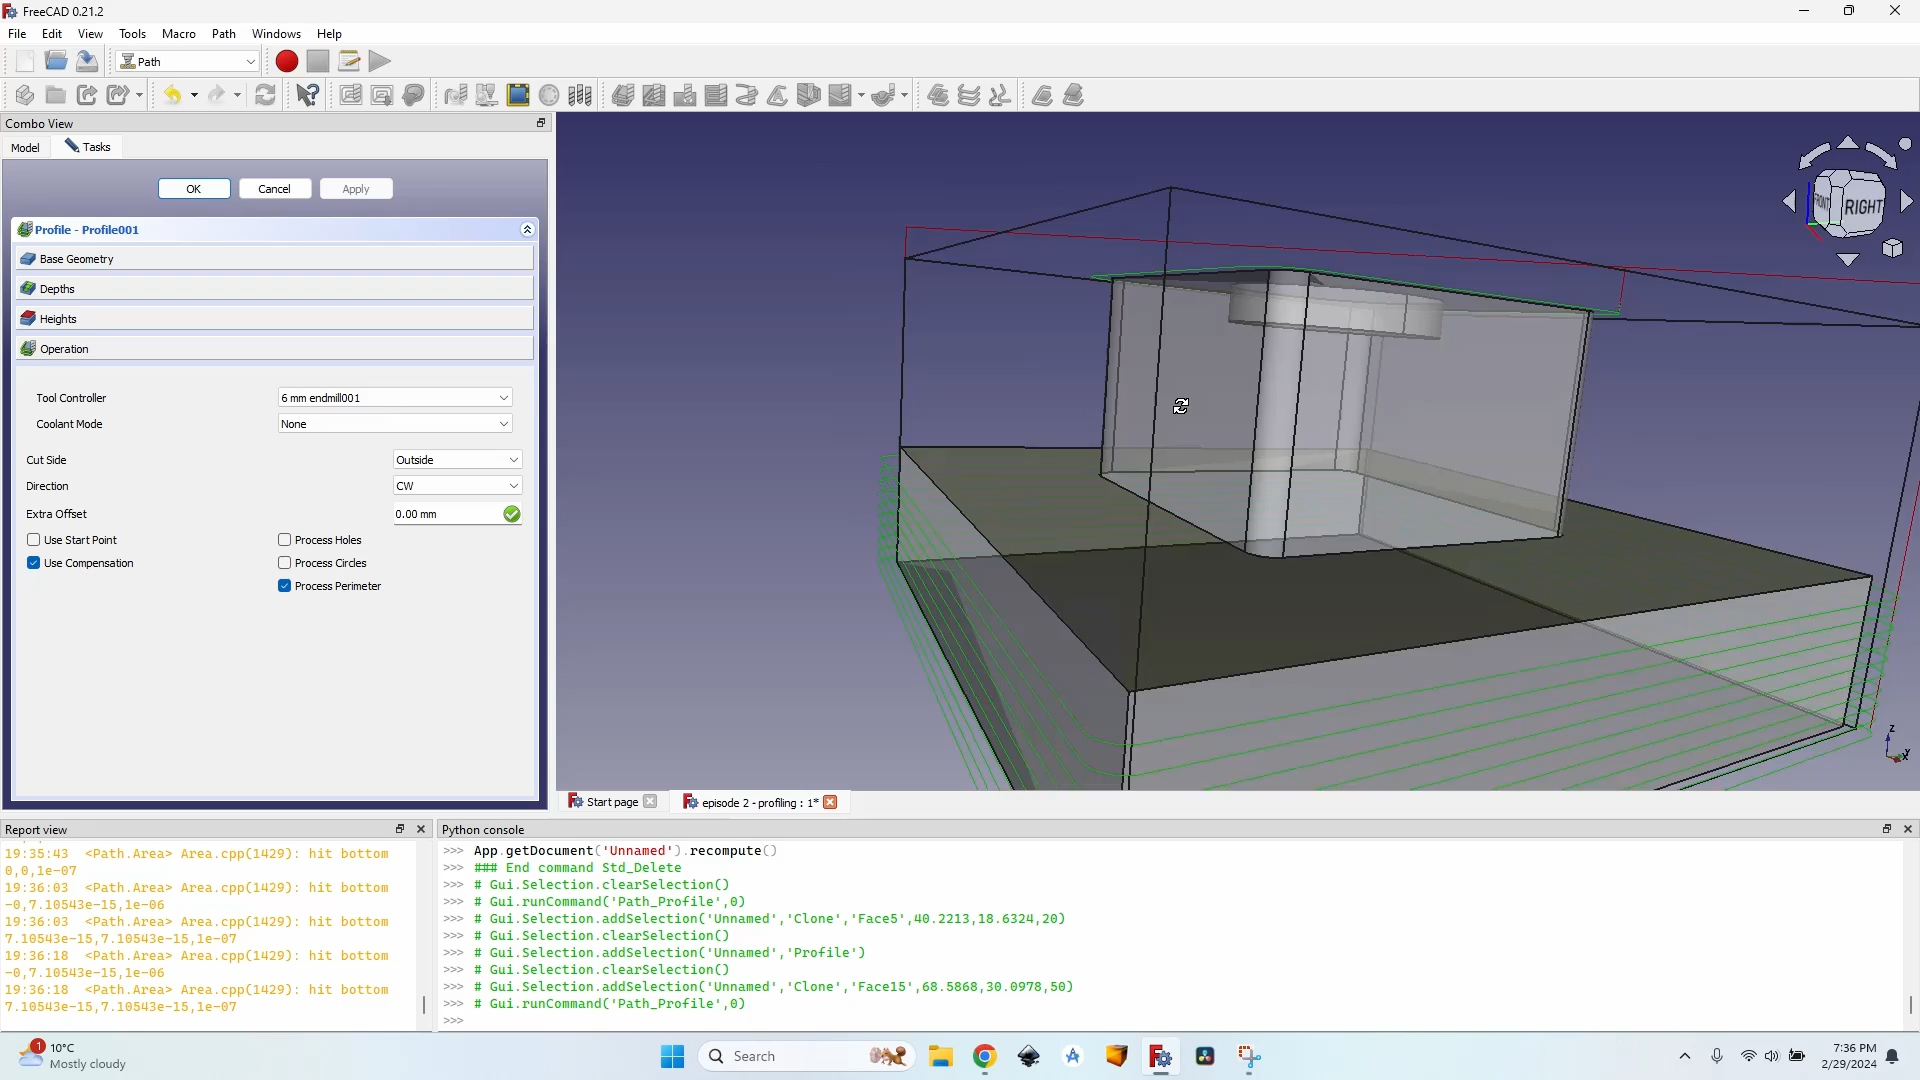 FreeCAD 0.21.2
File Edit View Tools Macro Path Windows Help
Path
Combo View
Model Tasks
OK Cancel Apply
Profile - Profile001
Base Geometry
Depths
Heights
Operation
Tool Controller 6 mm endmill001
Coolant Mode None
Cut Side Outside
Direction CW
Extra Offset 0.00 mm
Use Start Point Process Holes
Use Compensation Process Circles
Process Perimeter
FRONT RIGHT
Z
Y
X
Start page episode 2 - profiling : 1*
Report view
19:35:43 <Path.Area> Area.cpp(1429): hit bottom
0,0,1e-07
19:36:03 <Path.Area> Area.cpp(1429): hit bottom
-0,7.10543e-15,1e-06
19:36:03 <Path.Area> Area.cpp(1429): hit bottom
7.10543e-15,7.10543e-15,1e-07
19:36:18 <Path.Area> Area.cpp(1429): hit bottom
-0,7.10543e-15,1e-06
19:36:18 <Path.Area> Area.cpp(1429): hit bottom
7.10543e-15,7.10543e-15,1e-07
Python console
>>> App.getDocument('Unnamed').recompute()
>>> ### End command Std_Delete
>>> # Gui.Selection.clearSelection()
>>> # Gui.runCommand('Path_Profile',0)
>>> # Gui.Selection.addSelection('Unnamed','Clone','Face5',40.2213,18.6324,20)
>>> # Gui.Selection.clearSelection()
>>> # Gui.Selection.addSelection('Unnamed','Profile')
>>> # Gui.Selection.clearSelection()
>>> # Gui.Selection.addSelection('Unnamed','Clone','Face15',68.5868,30.0978,50)
>>> # Gui.runCommand('Path_Profile',0)
>>>
1
10°C
Mostly cloudy
Search
7:36 PM
2/29/2024